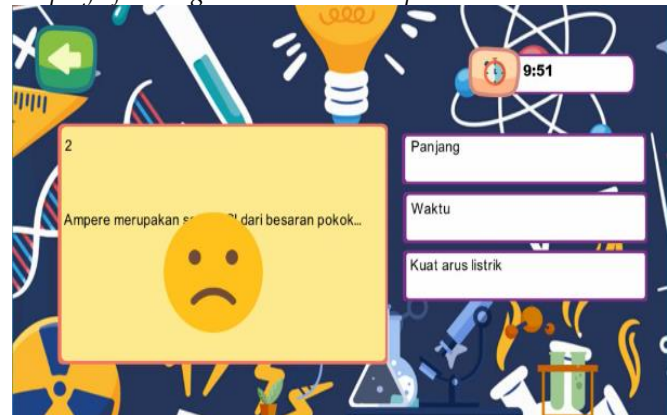 9:51
2
Ampere merupakan dari besaran pokok...
Panjang
Waktu
Kuat arus listrik